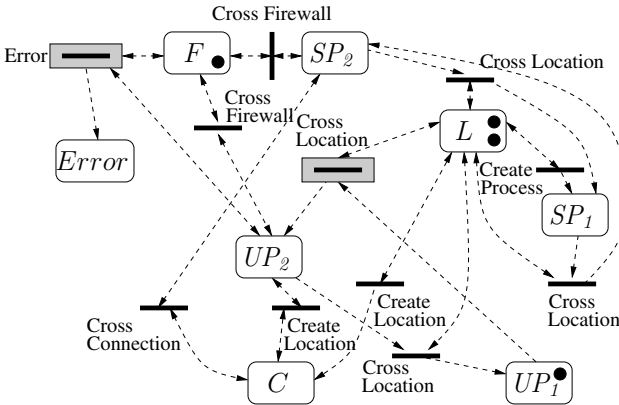 Cross Firewall
Error
F
SP2
Cross Location
Cross
Firewall
Cross
Location
L
Error
Create
Process
SP1
UP2
Create
Location
Cross
Location
Cross
Connection
Create
Location
Cross
Location
C
UP1